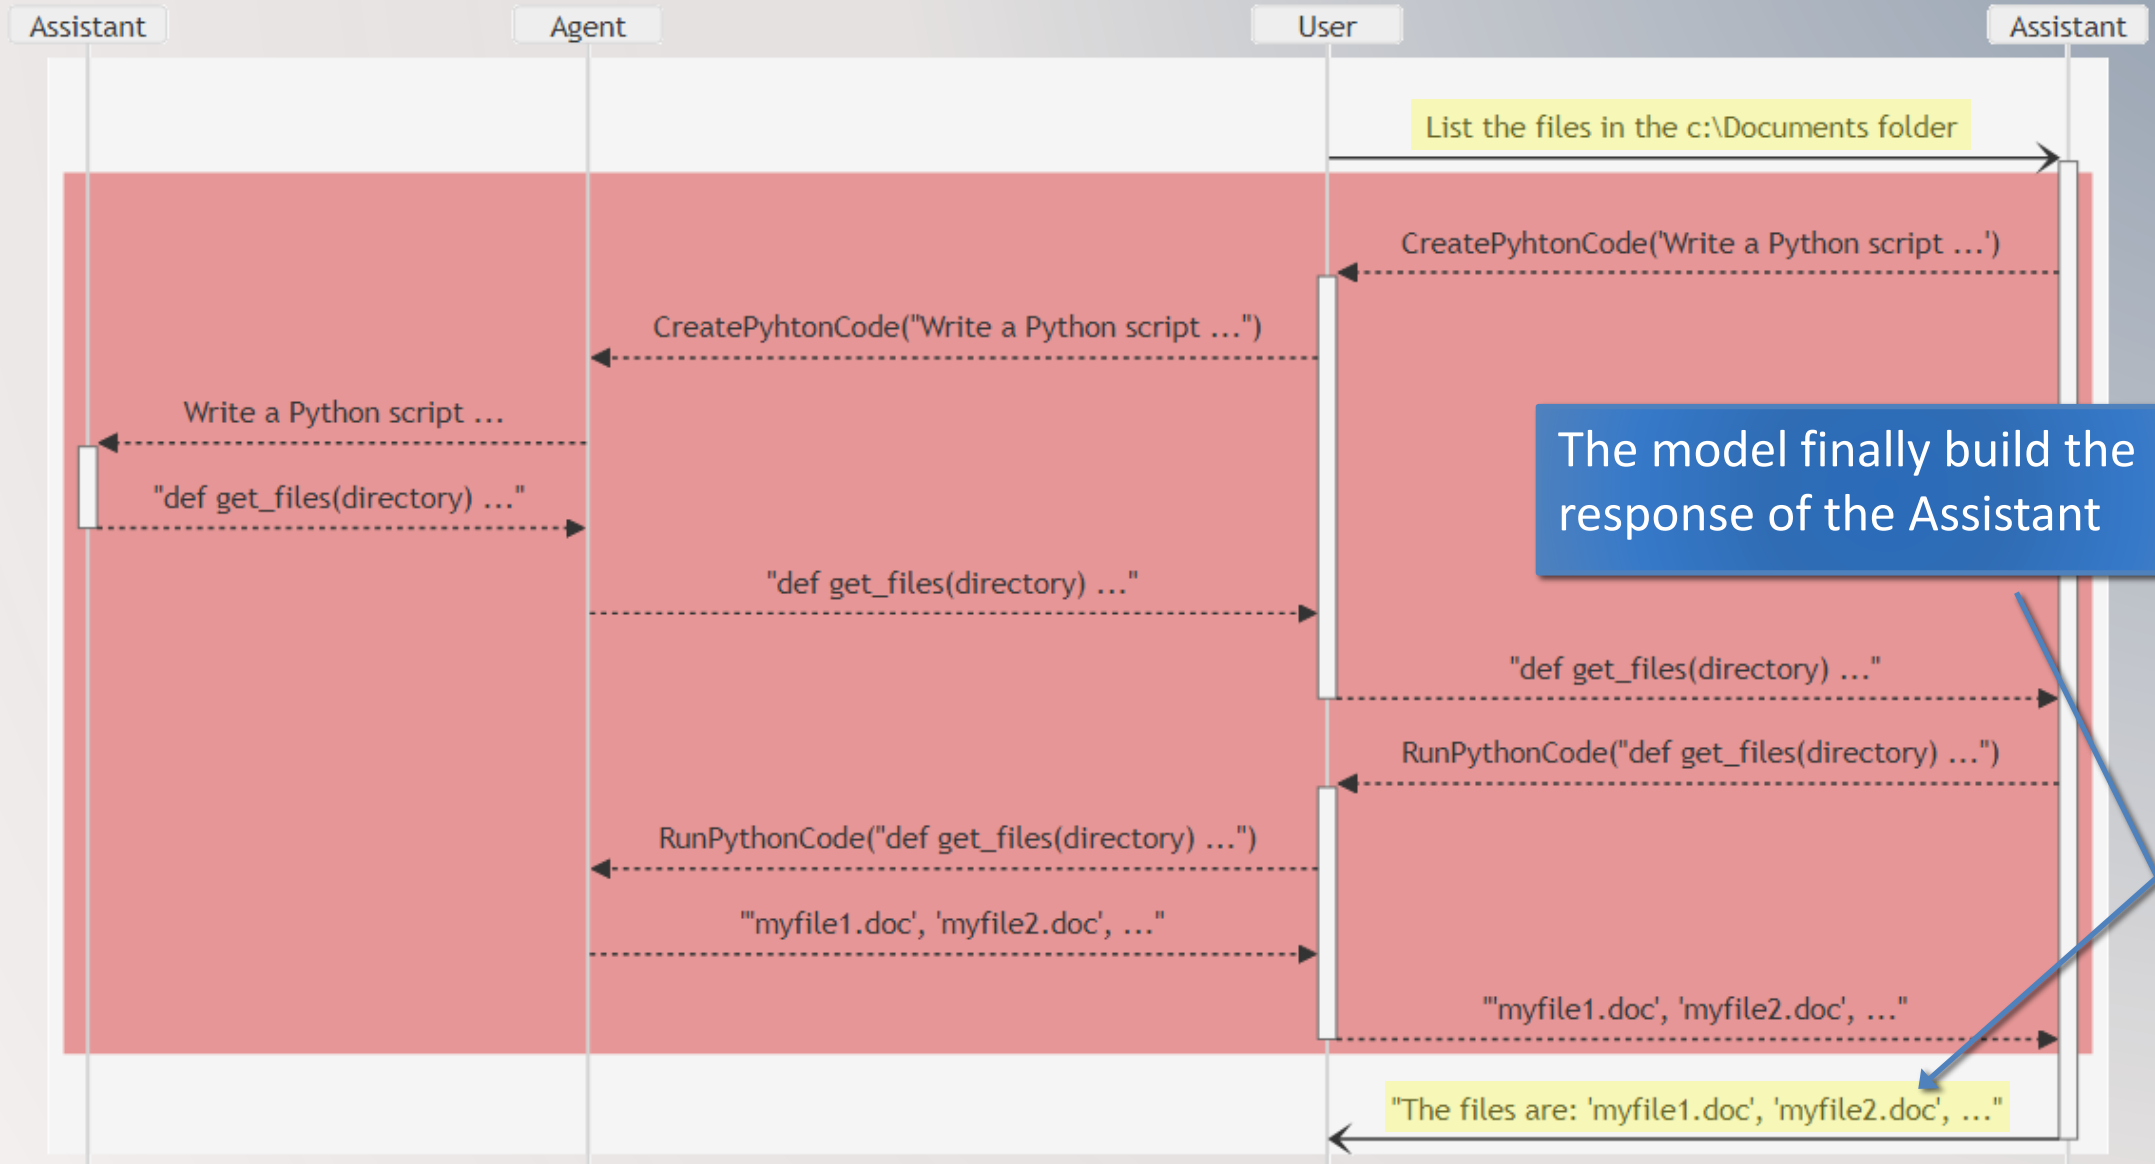 Assistant
Agent
User
Assistant
List the files in the c:\Documents folder
CreatePyhtonCode('Write a Python script ...')
CreatePyhtonCode("Write a Python script ...")
Write a Python script ...
The model finally build the
response of the Assistant
"def get_files(directory) ..."
"def get_files(directory) ..."
"def get_files(directory) ..."
RunPythonCode("def get_files(directory) ...")
RunPythonCode("def get_files(directory) ...")
"'myfile1.doc', 'myfile2.doc', ..."
"'myfile1.doc', 'myfile2.doc', ..."
"The files are: 'myfile1.doc', 'myfile2.doc', ..."